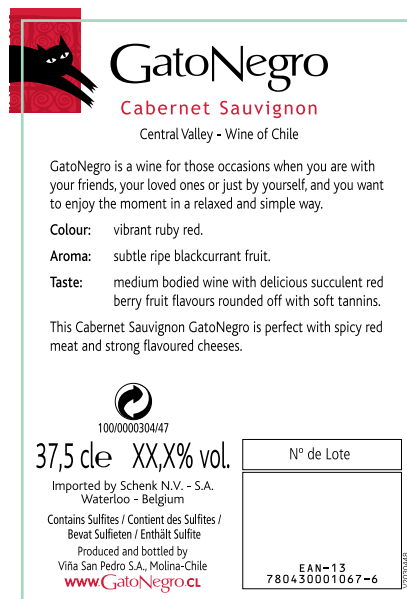 GatoNegro
Cabernet Sauvignon
Central Valley - Wine of Chile
GatoNegro is a wine for those occasions when you are with
your friends, your loved ones or just by yourself, and you want
to enjoy the moment in a relaxed and simple way.
Colour: vibrant ruby red.
Aroma: subtle ripe blackcurrant fruit.
Taste: medium bodied wine with delicious succulent red
berry fruit flavours rounded off with soft tannins.
This Cabernet Sauvignon GatoNegro is perfect with spicy red
meat and strong flavoured cheeses.
100/0000304/47
37,5 cl℮ XX,X% vol.
Imported by Schenk N.V. - S.A.
Waterloo - Belgium
Contains Sulfites / Contient des Sulfites /
Bevat Sulfieten / Enthält Sulfite
Produced and bottled by
Viña San Pedro S.A., Molina-Chile
www.GatoNegro.CL
Nº de Lote
EAN-13
780430001067-6
V2030448